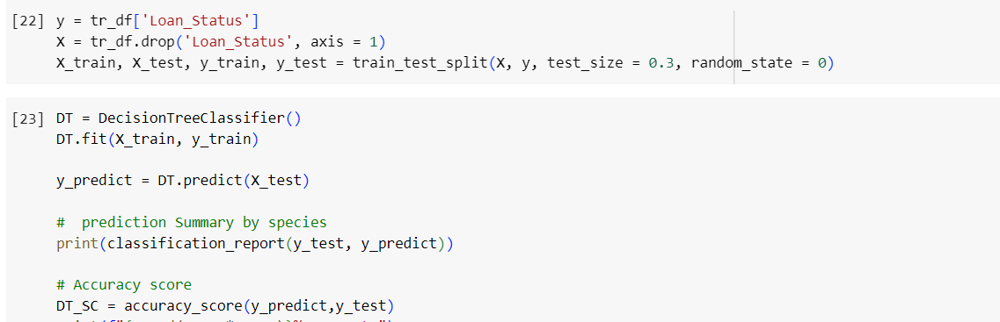 [22] y = tr_df['Loan_Status']
X = tr_df.drop('Loan_Status', axis = 1)
X_train, X_test, y_train, y_test = train_test_split(X, y, test_size = 0.3, random_state = 0)
[23] DT = DecisionTreeClassifier()
DT.fit(X_train, y_train)
y_predict = DT.predict(X_test)
#  prediction Summary by species
print(classification_report(y_test, y_predict))
# Accuracy score
DT_SC = accuracy_score(y_predict,y_test)